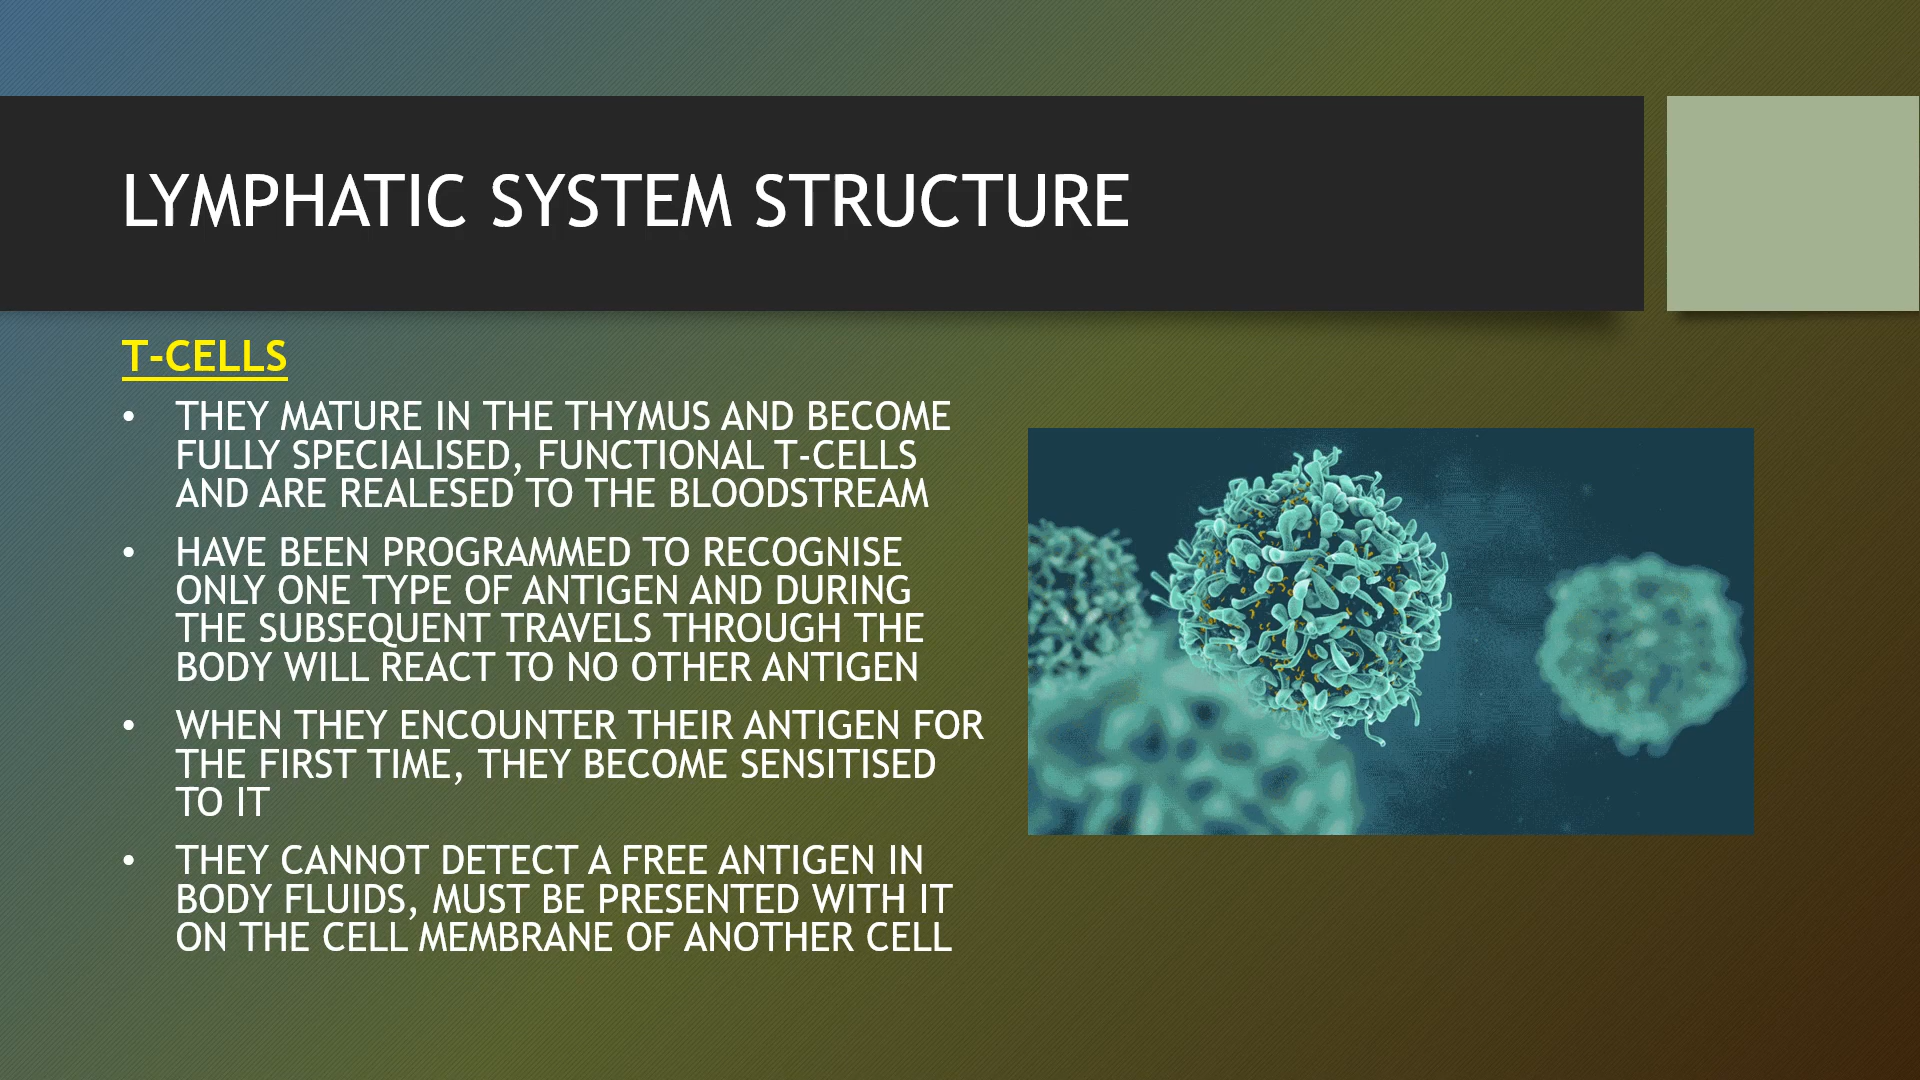 LYMPHATIC SYSTEM STRUCTURE
T-CELLS
• THEY MATURE IN THE THYMUS AND BECOME
FULLY SPECIALISED, FUNCTIONAL T-CELLS
AND ARE REALESED TO THE BLOODSTREAM
• HAVE BEEN PROGRAMMED TO RECOGNISE
ONLY ONE TYPE OF ANTIGEN AND DURING
THE SUBSEQUENT TRAVELS THROUGH THE
BODY WILL REACT TO NO OTHER ANTIGEN
• WHEN THEY ENCOUNTER THEIR ANTIGEN FOR
THE FIRST TIME, THEY BECOME SENSITISED
TO IT
• THEY CANNOT DETECT A FREE ANTIGEN IN
BODY FLUIDS, MUST BE PRESENTED WITH IT
ON THE CELL MEMBRANE OF ANOTHER CELL